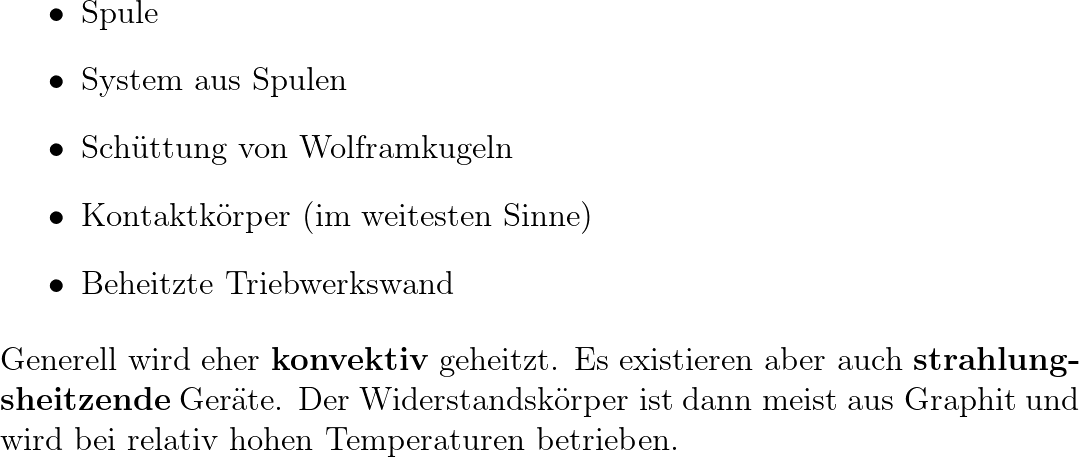 • Spule
• System aus Spulen
• Schüttung von Wolframkugeln
• Kontaktkörper (im weitesten Sinne)
• Beheitzte Triebwerkswand
Generell wird eher konvektiv geheitzt. Es existieren aber auch strahlung-
sheitzende Geräte. Der Widerstandskörper ist dann meist aus Graphit und
wird bei relativ hohen Temperaturen betrieben.